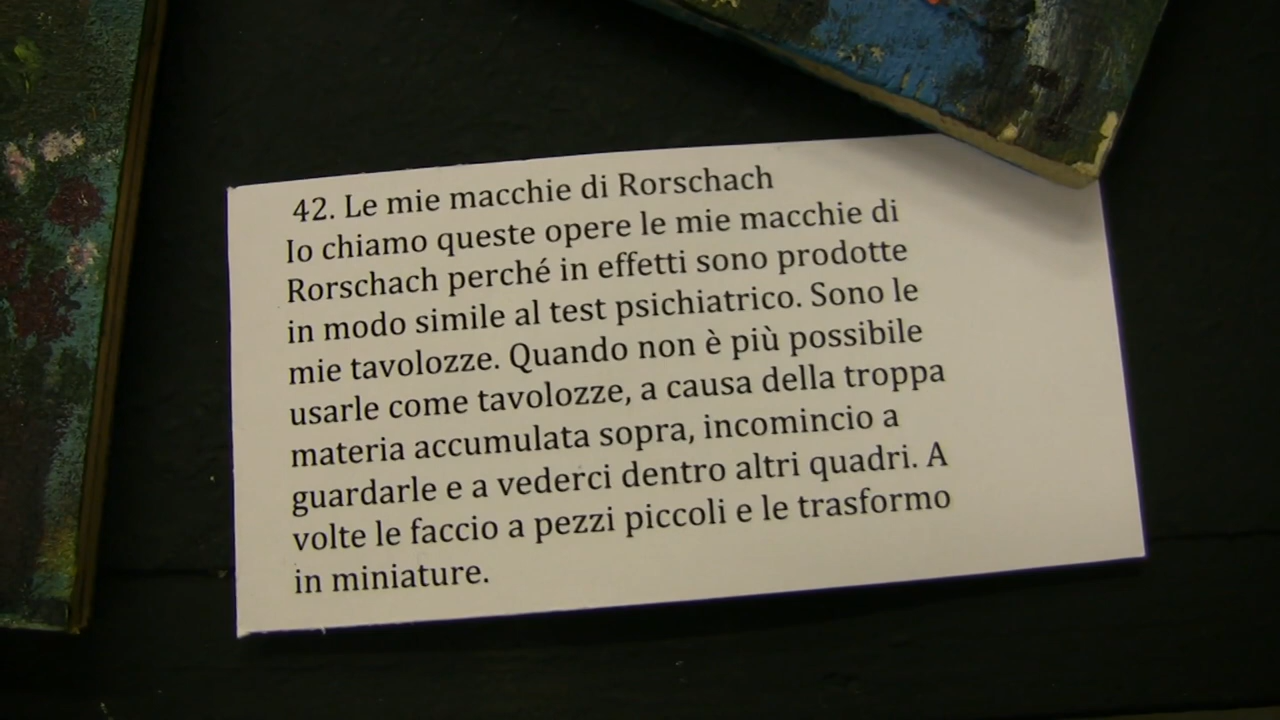 42. Le mie macchie di Rorschach
Io chiamo queste opere le mie macchie di
Rorschach perché in effetti sono prodotte
in modo simile al test psichiatrico. Sono le
mie tavolozze. Quando non è più possibile
usarle come tavolozze, a causa della troppa
materia accumulata sopra, incomincio a
guardarle e a vederci dentro altri quadri. A
volte le faccio a pezzi piccoli e le trasformo
in miniature.